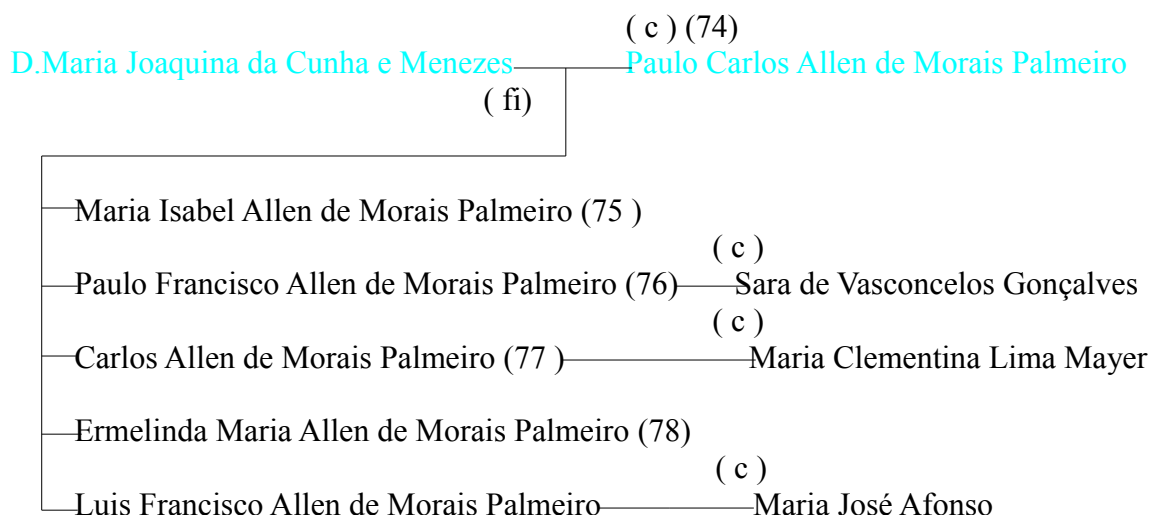 ( c ) (74)
D.Maria Joaquina da Cunha e Menezes Paulo Carlos Allen de Morais Palmeiro
( fi)
Maria Isabel Allen de Morais Palmeiro (75 )
( c )
Paulo Francisco Allen de Morais Palmeiro (76) Sara de Vasconcelos Gonçalves
( c )
Carlos Allen de Morais Palmeiro (77 ) Maria Clementina Lima Mayer
Ermelinda Maria Allen de Morais Palmeiro (78)
( c )
Luis Francisco Allen de Morais Palmeiro Maria José Afonso